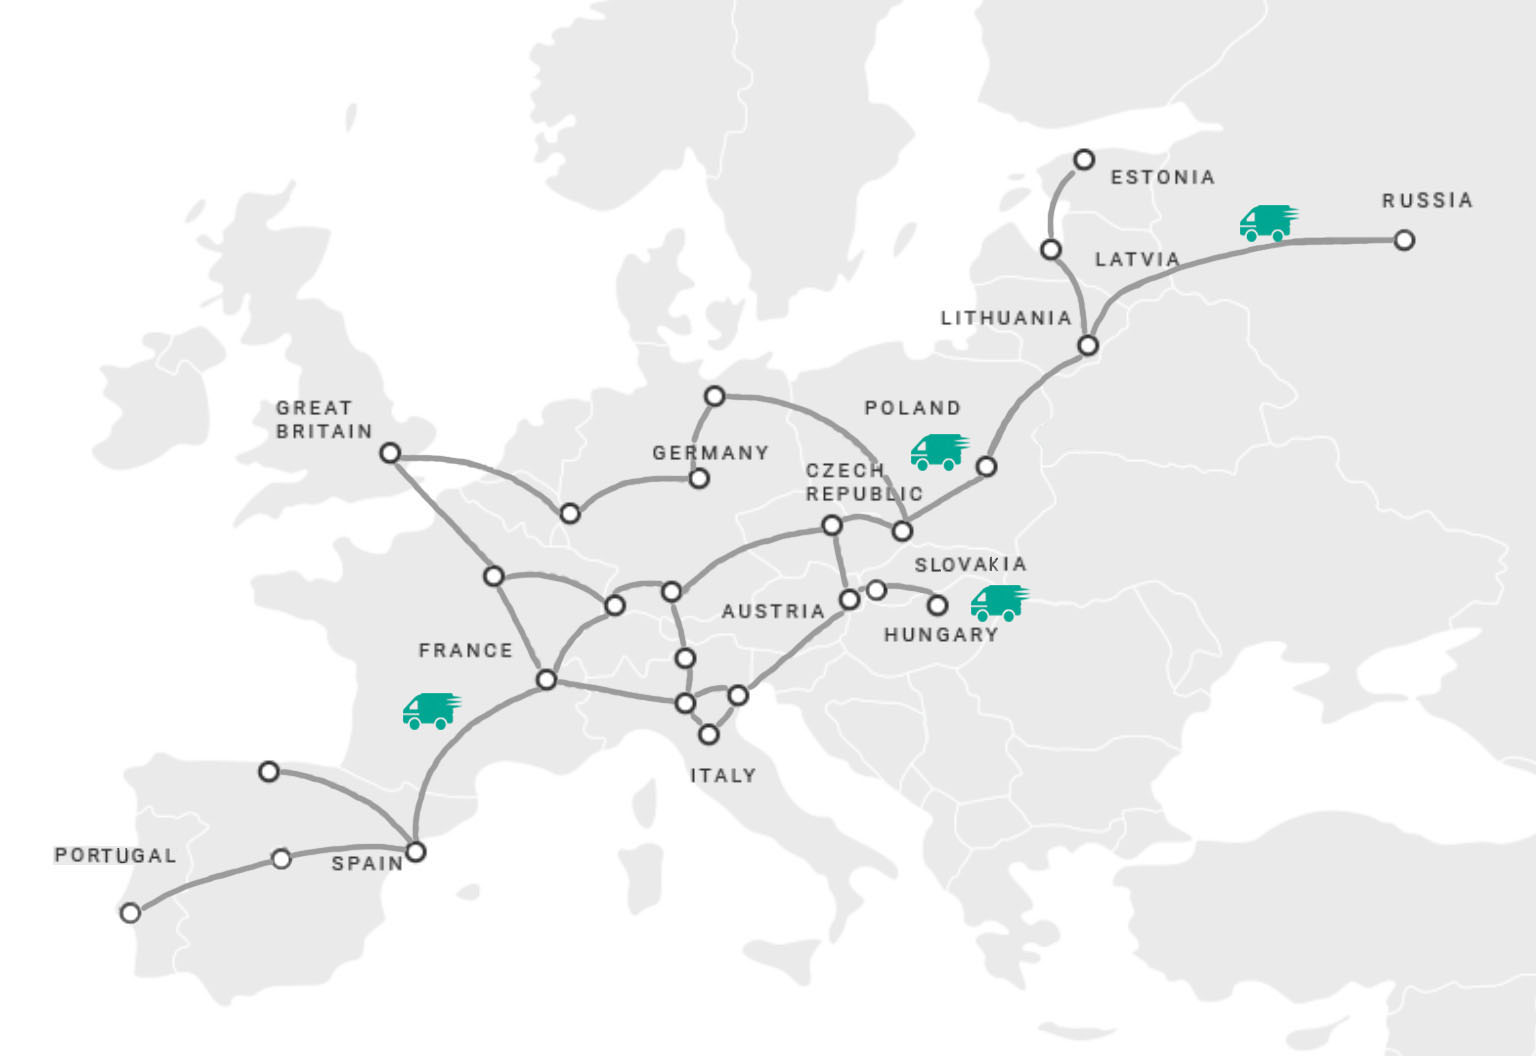 ESTONIA
RUSSIA
LATVIA
LITHUANIA
GREAT
BRITAIN
POLAND
GERMANY
CZECH
REPUBLIC
SLOVAKIA
AUSTRIA
HUNGARY
FRANCE
ITALY
PORTUGAL
SPAIN